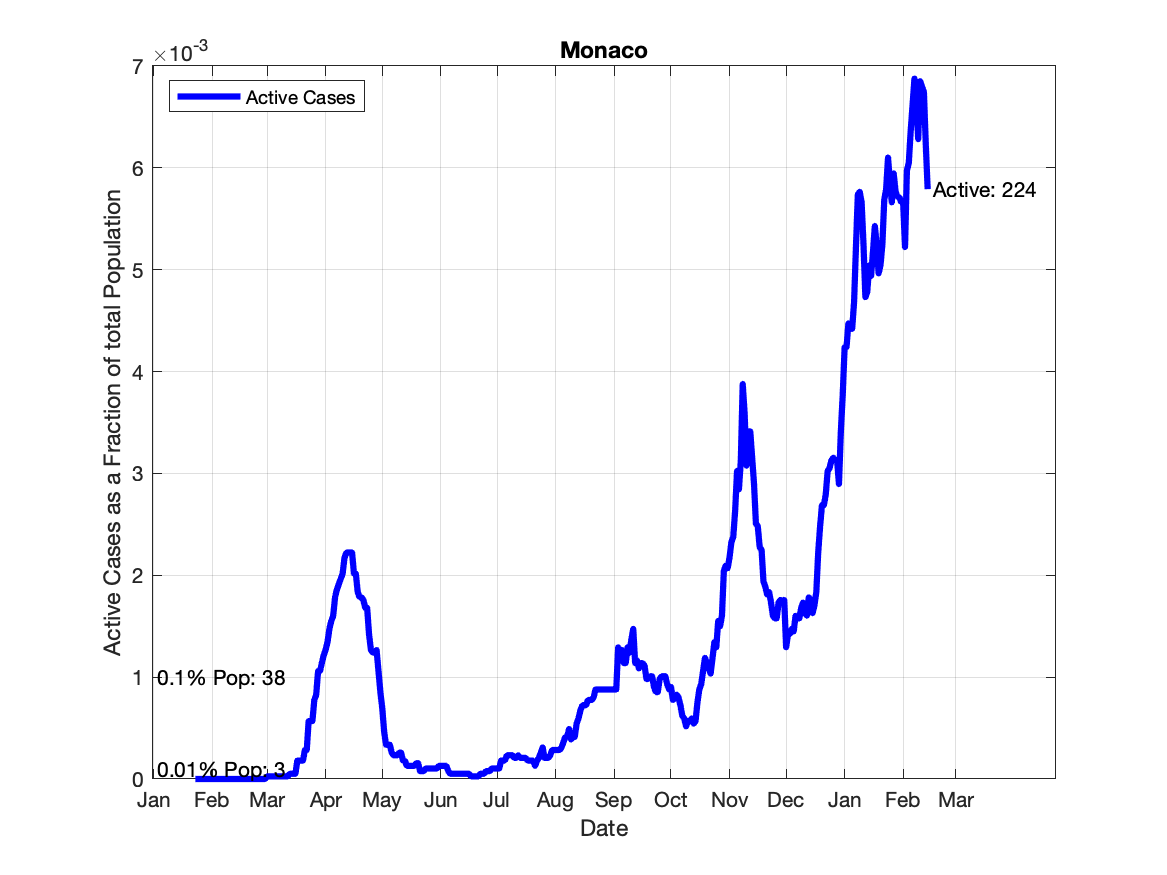 Monaco
×10-3
Active Cases
7
6
5
4
3
2
1
0
Active Cases as a Fraction of total Population
Active: 224
0.1% Pop: 38
0.01% Pop: 3
Jan Feb Mar Apr May Jun Jul Aug Sep Oct Nov Dec Jan Feb Mar
Date